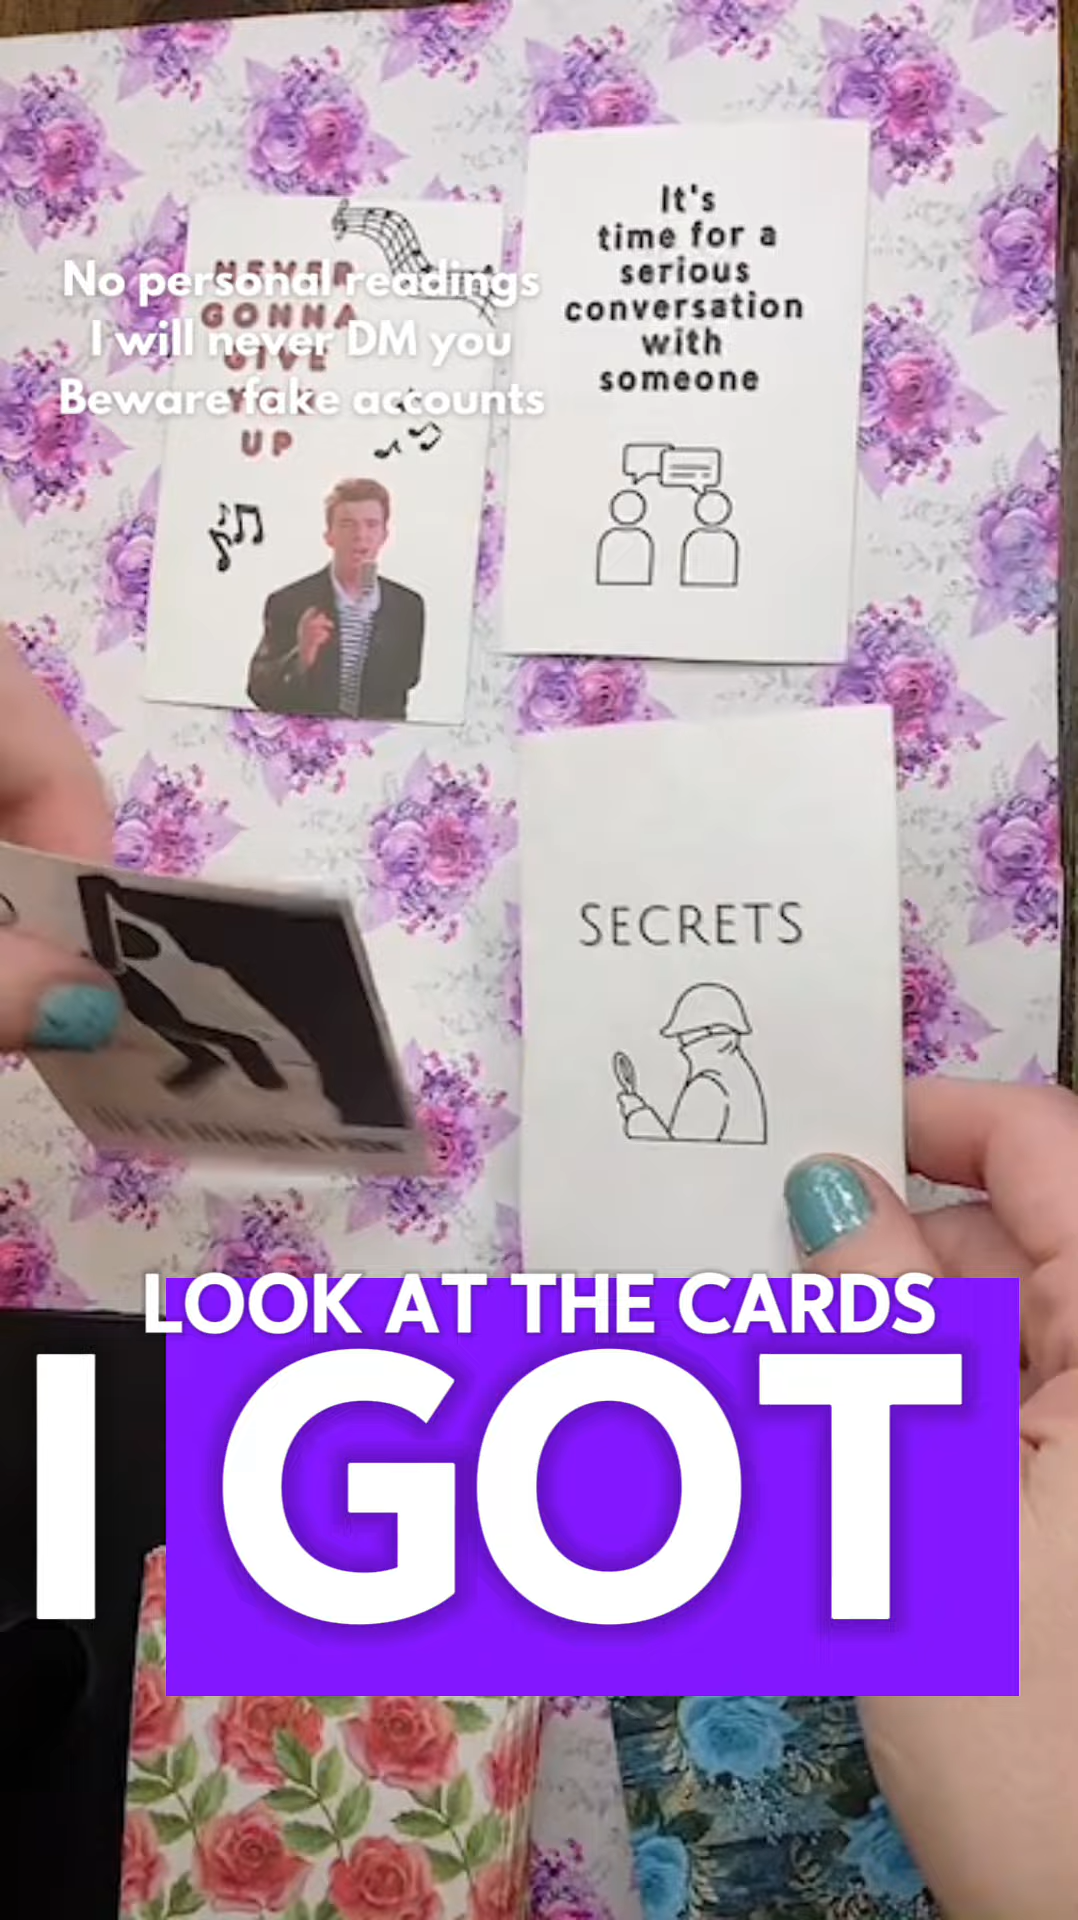 No personal readings
I will never DM you
Beware fake accounts
NEVER
GONNA
GIVE
YOU
UP
It's
time for a
serious
conversation
with
someone
SECRETS
LOOK AT THE CARDS
I GOT